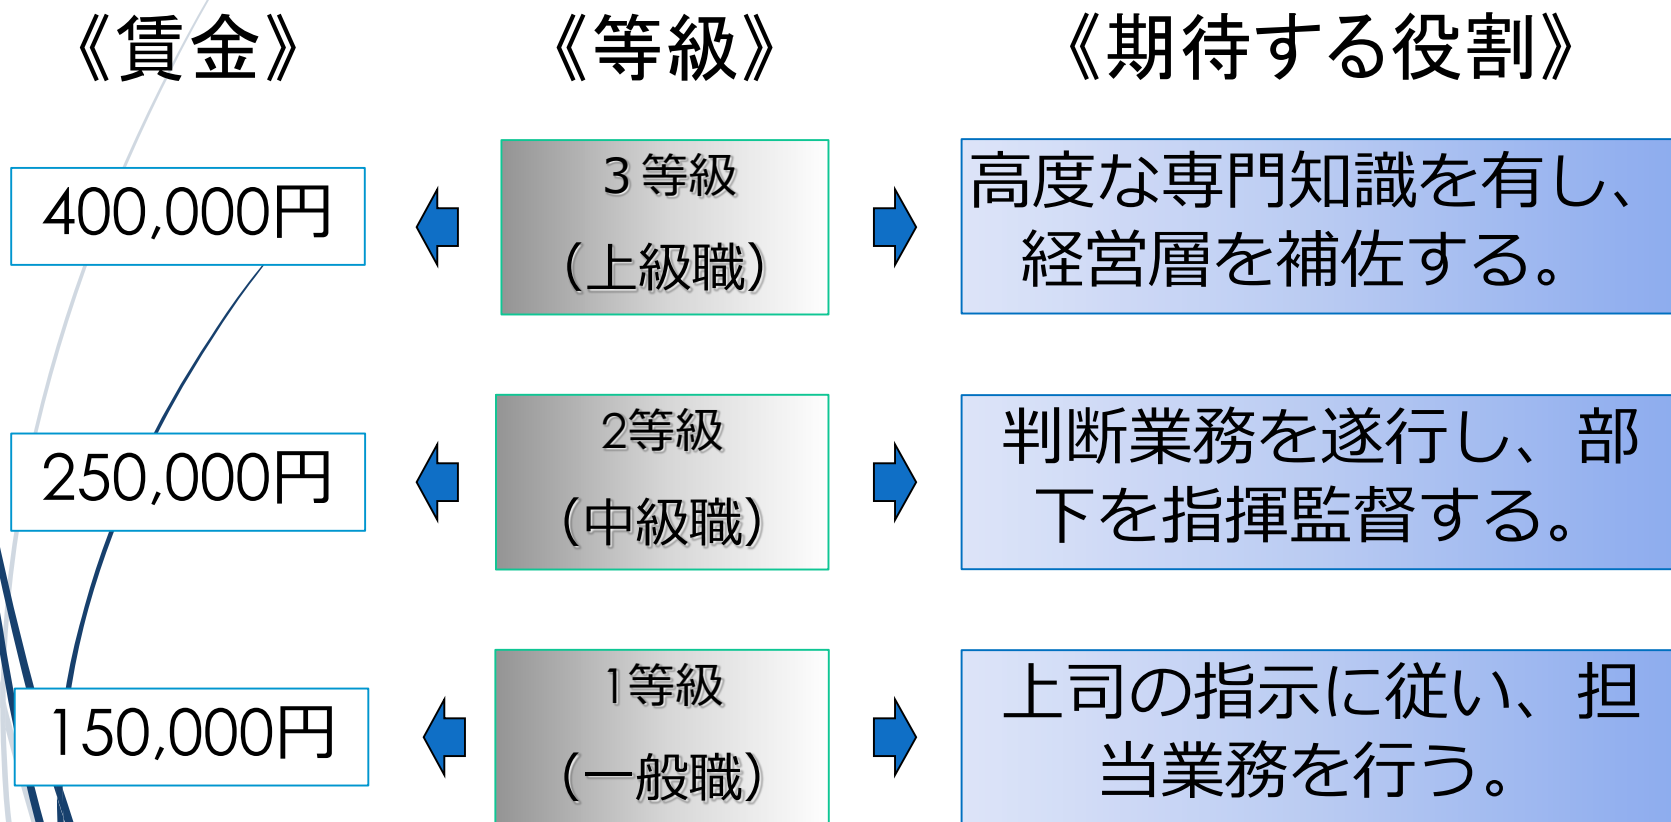 《賃金》
《等級》
《期待する役割》
400,000円
３等級
（上級職）
高度な専門知識を有し、
経営層を補佐する。
250,000円
2等級
（中級職）
判断業務を遂行し、部
下を指揮監督する。
150,000円
1等級
（一般職）
上司の指示に従い、担
当業務を行う。